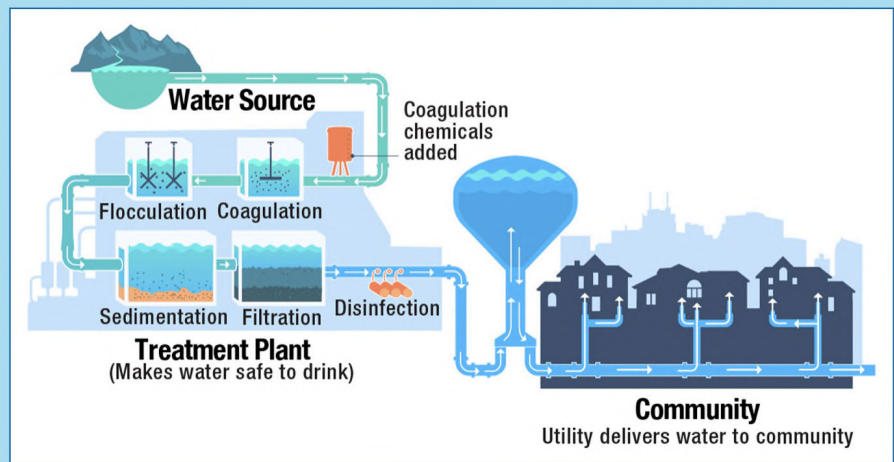 Water Source
Coagulation
chemicals
added
Flocculation
Coagulation
Sedimentation
Filtration
Disinfection
Treatment Plant
(Makes water safe to drink)
Community
Utility delivers water to community